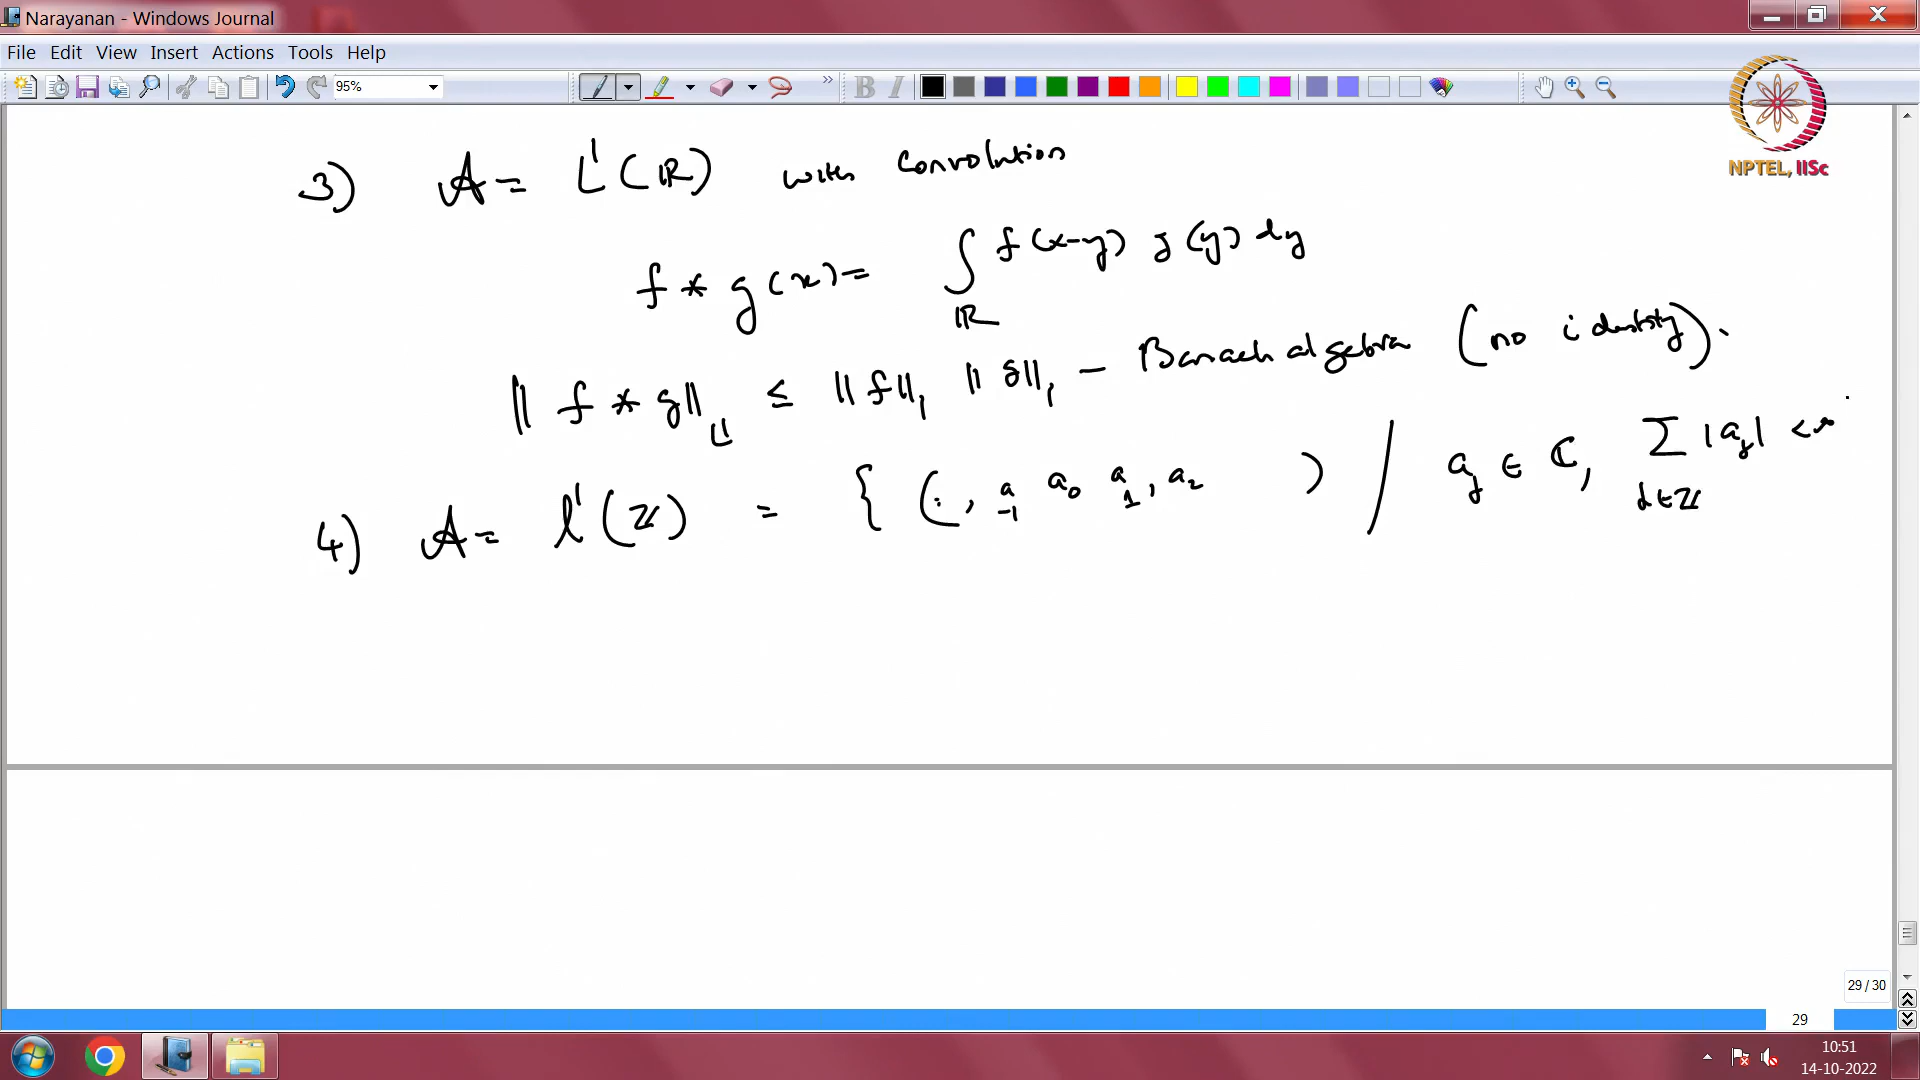 Narayanan - Windows Journal
File Edit View Insert Actions Tools Help
95%
NPTEL, IISc
3) A = L¹(ℝ) with convolution
f * g(x) = ∫_ℝ f(x-y) g(y) dy
‖f * g‖_{L¹} ≤ ‖f‖₁ ‖g‖₁ - Banach algebra (no identity).
4) A = l¹(ℤ) = { (.., a₋₁ a₀ a₁, a₂ ) / a_j ∈ ℂ, Σ_{j∈ℤ} |a_j| < ∞
29 / 30
29
10:51
14-10-2022